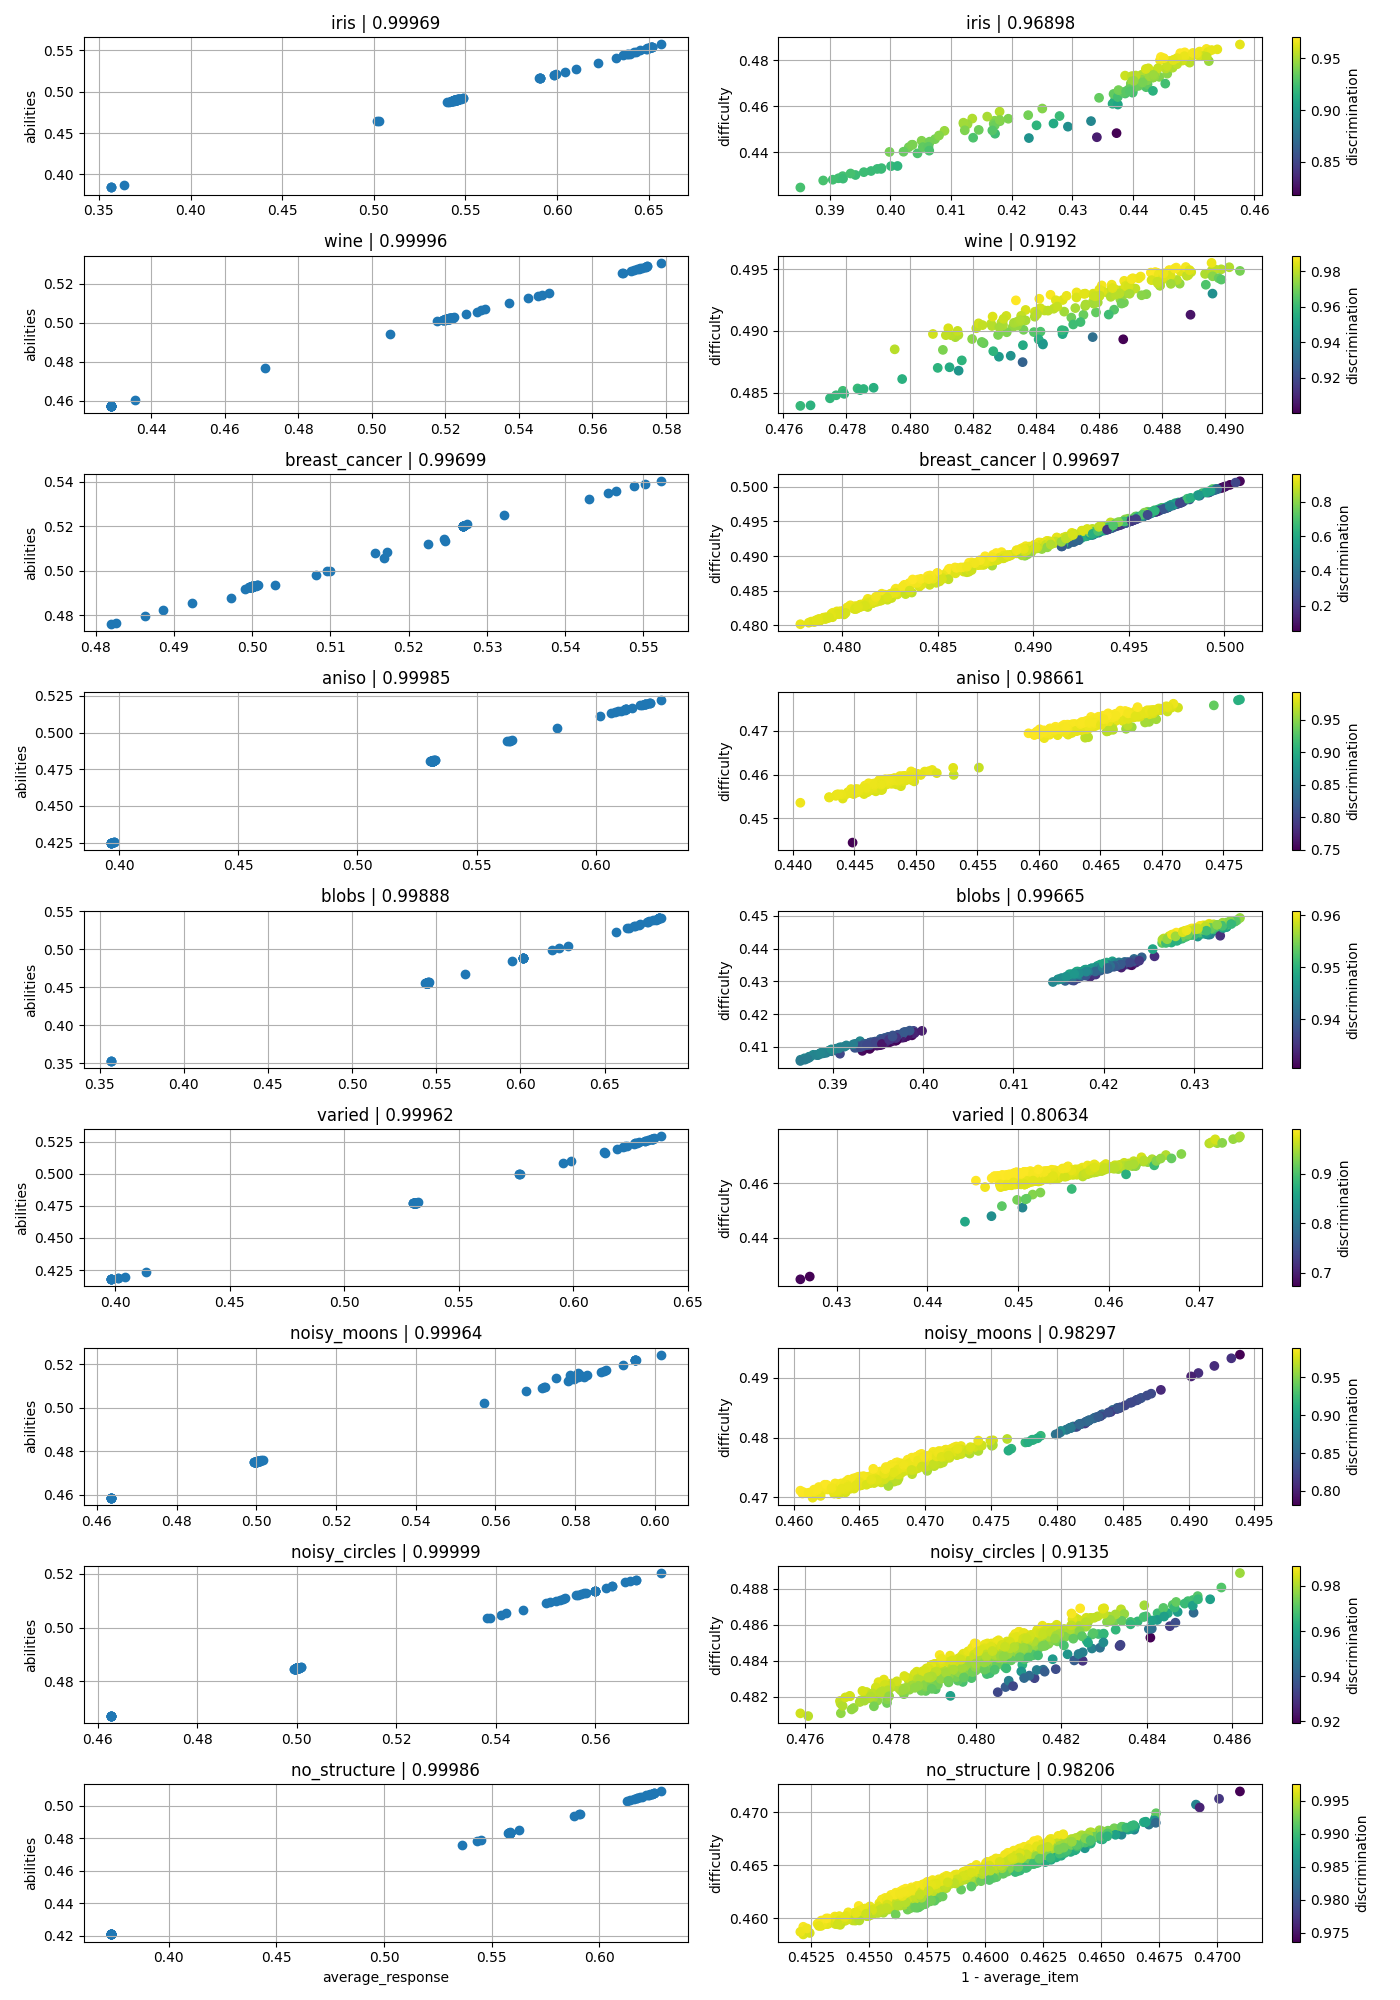 iris | 0.99969
abilities
0.55
0.50
0.45
0.40
0.35 0.40 0.45 0.50 0.55 0.60 0.65
iris | 0.96898
difficulty
0.48
0.46
0.44
0.39 0.40 0.41 0.42 0.43 0.44 0.45 0.46
0.95
0.90
0.85
discrimination
wine | 0.99996
abilities
0.52
0.50
0.48
0.46
0.44 0.46 0.48 0.50 0.52 0.54 0.56 0.58
wine | 0.9192
difficulty
0.495
0.490
0.485
0.476 0.478 0.480 0.482 0.484 0.486 0.488 0.490
0.98
0.96
0.94
0.92
discrimination
breast_cancer | 0.99699
abilities
0.54
0.52
0.50
0.48
0.48 0.49 0.50 0.51 0.52 0.53 0.54 0.55
breast_cancer | 0.99697
difficulty
0.500
0.495
0.490
0.485
0.480
0.480 0.485 0.490 0.495 0.500
0.8
0.6
0.4
0.2
discrimination
aniso | 0.99985
abilities
0.525
0.500
0.475
0.450
0.425
0.40 0.45 0.50 0.55 0.60
aniso | 0.98661
difficulty
0.47
0.46
0.45
0.440 0.445 0.450 0.455 0.460 0.465 0.470 0.475
0.95
0.90
0.85
0.80
0.75
discrimination
blobs | 0.99888
abilities
0.55
0.50
0.45
0.40
0.35
0.35 0.40 0.45 0.50 0.55 0.60 0.65
blobs | 0.99665
difficulty
0.45
0.44
0.43
0.42
0.41
0.39 0.40 0.41 0.42 0.43
0.96
0.95
0.94
discrimination
varied | 0.99962
abilities
0.525
0.500
0.475
0.450
0.425
0.40 0.45 0.50 0.55 0.60 0.65
varied | 0.80634
difficulty
0.46
0.44
0.43 0.44 0.45 0.46 0.47
0.9
0.8
0.7
discrimination
noisy_moons | 0.99964
abilities
0.52
0.50
0.48
0.46
0.46 0.48 0.50 0.52 0.54 0.56 0.58 0.60
noisy_moons | 0.98297
difficulty
0.49
0.48
0.47
0.460 0.465 0.470 0.475 0.480 0.485 0.490 0.495
0.95
0.90
0.85
0.80
discrimination
noisy_circles | 0.99999
abilities
0.52
0.50
0.48
0.46 0.48 0.50 0.52 0.54 0.56
noisy_circles | 0.9135
difficulty
0.488
0.486
0.484
0.482
0.476 0.478 0.480 0.482 0.484 0.486
0.98
0.96
0.94
0.92
discrimination
no_structure | 0.99986
abilities
0.50
0.48
0.46
0.44
0.42
0.40 0.45 0.50 0.55 0.60
average_response
no_structure | 0.98206
difficulty
0.470
0.465
0.460
0.4525 0.4550 0.4575 0.4600 0.4625 0.4650 0.4675 0.4700
1 - average_item
0.995
0.990
0.985
0.980
0.975
discrimination